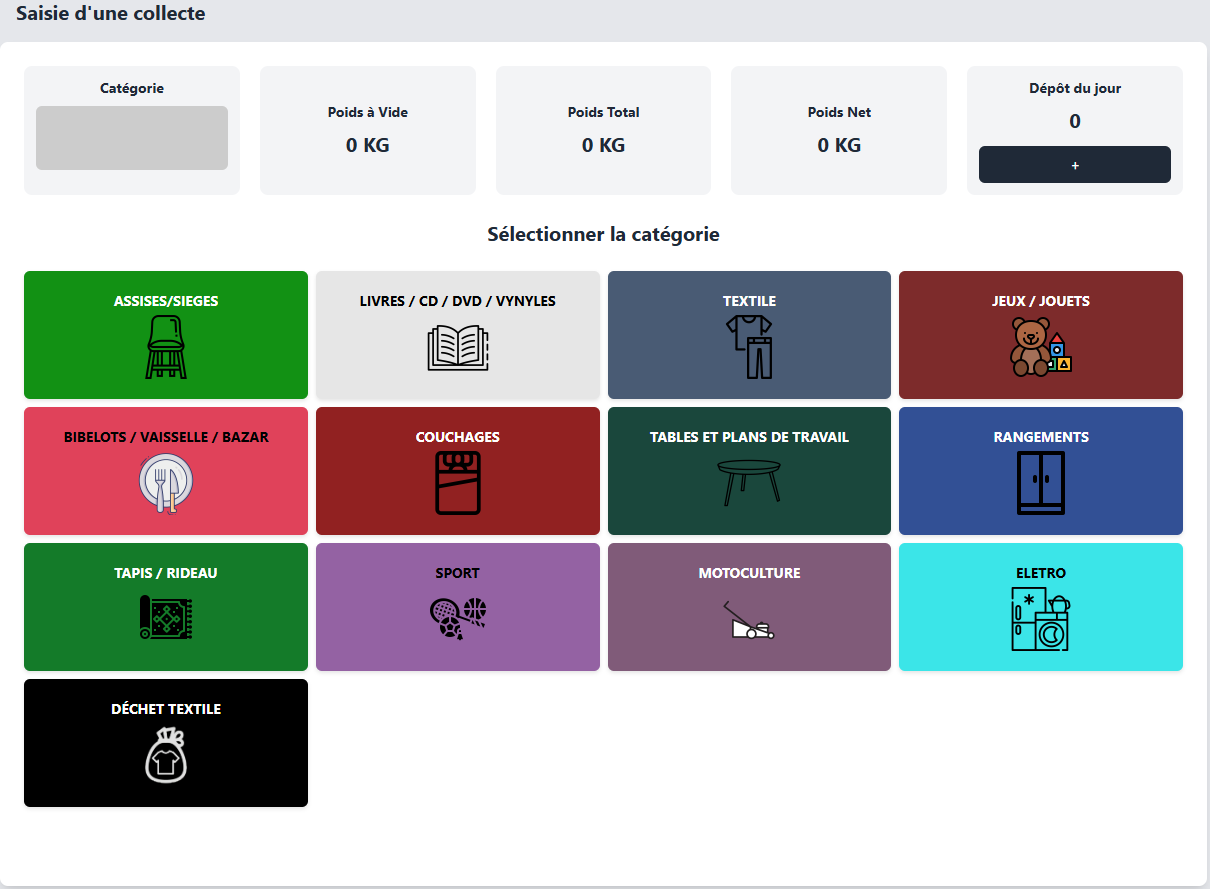 Saisie d'une collecte
Catégorie
Poids à Vide
0 KG
Poids Total
0 KG
Poids Net
0 KG
Dépôt du jour
0
+
Sélectionner la catégorie
ASSISES/SIEGES
LIVRES / CD / DVD / VYNYLES
TEXTILE
JEUX / JOUETS
BIBELOTS / VAISSELLE / BAZAR
COUCHAGES
TABLES ET PLANS DE TRAVAIL
RANGEMENTS
TAPIS / RIDEAU
SPORT
MOTOCULTURE
ELETRO
DÉCHET TEXTILE